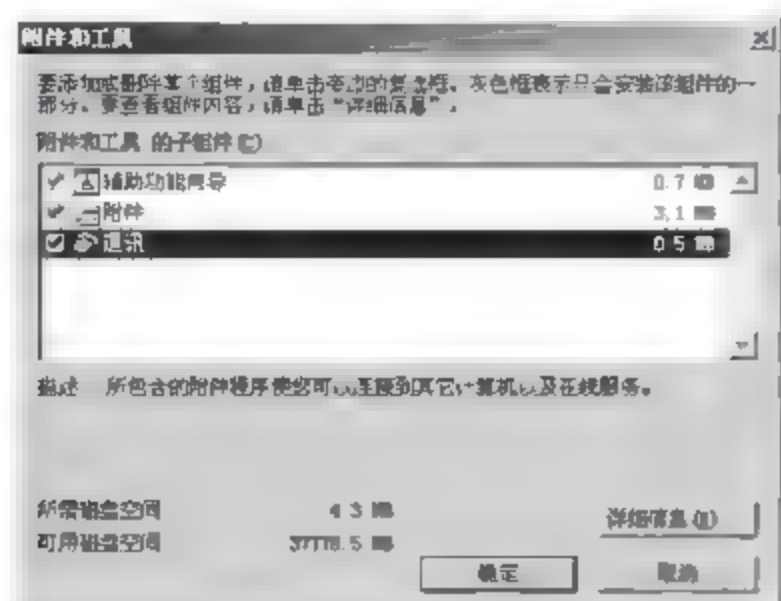 附件和工具
要添加或删除某个组件，请单击旁边的复选框。灰色框表示只会安装该组件的一
部分。要查看组件内容，请单击“详细信息”。
附件和工具 的子组件(C)
辅助功能向导 0.7 MB
附件 3.1 MB
通讯 0.5 MB
描述 所包含的附件程序使您可以连接到其它计算机以及在线服务。
所需磁盘空间 4.3 MB
详细信息(D)
可用磁盘空间 .5 MB
确定 取消